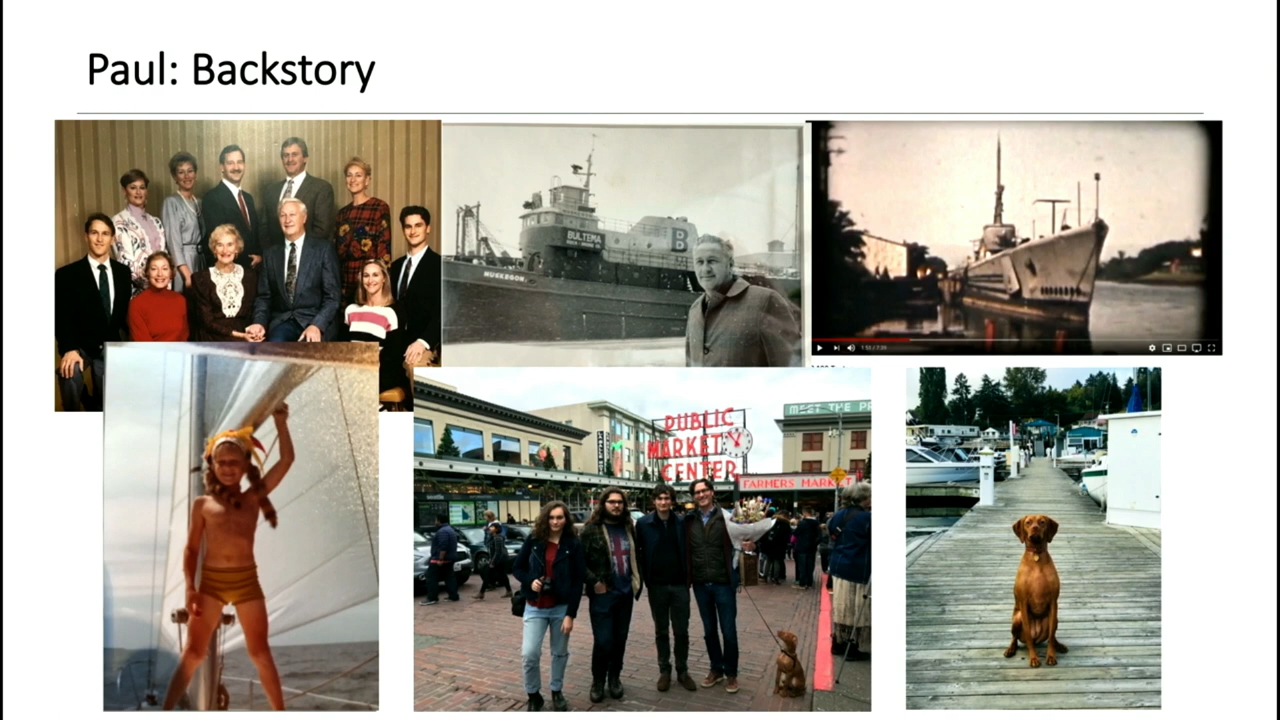 Paul: Backstory
BULTEMA
B
B
MUSKEGON
PUBLIC
MARKET
CENTER
MEET THE PR
FARMERS MARKET